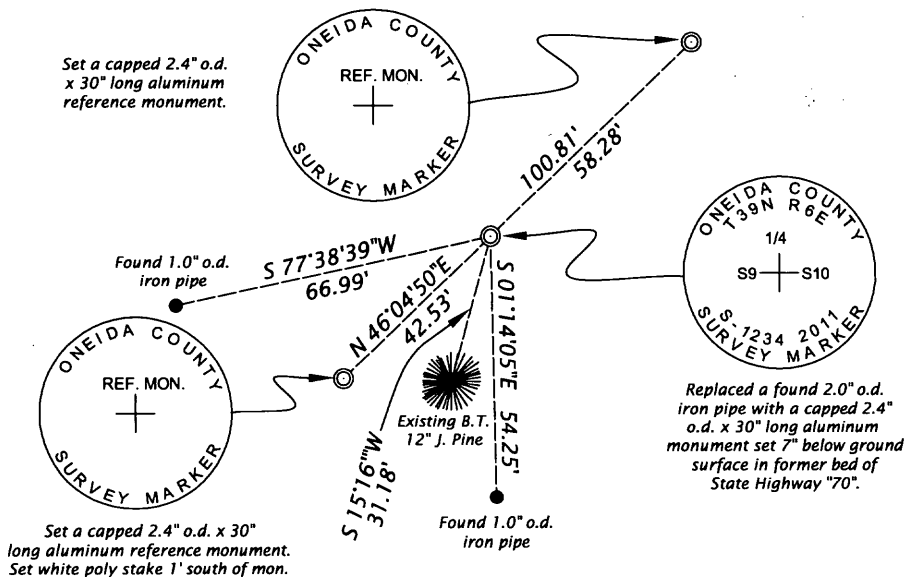 Set a capped 2.4" o.d.
x 30" long aluminum
reference monument.
ONEIDA COUNTY
REF. MON.
SURVEY MARKER
100.81'
58.28'
ONEIDA COUNTY
T39N R6E
1/4
S9 S10
S-1234 2011
SURVEY MARKER
Replaced a found 2.0" o.d.
iron pipe with a capped 2.4"
o.d. x 30" long aluminum
monument set 7" below ground
surface in former bed of
State Highway "70".
Found 1.0" o.d.
iron pipe
S 77°38'39"W
66.99'
N 46°04'50"E
42.53'
ONEIDA COUNTY
REF. MON.
SURVEY MARKER
Existing B.T.
12" J. Pine
S 15°16'"W
31.18'
S 01°14'05"E 54.25'
Found 1.0" o.d.
iron pipe
Set a capped 2.4" o.d. x 30"
long aluminum reference monument.
Set white poly stake 1' south of mon.